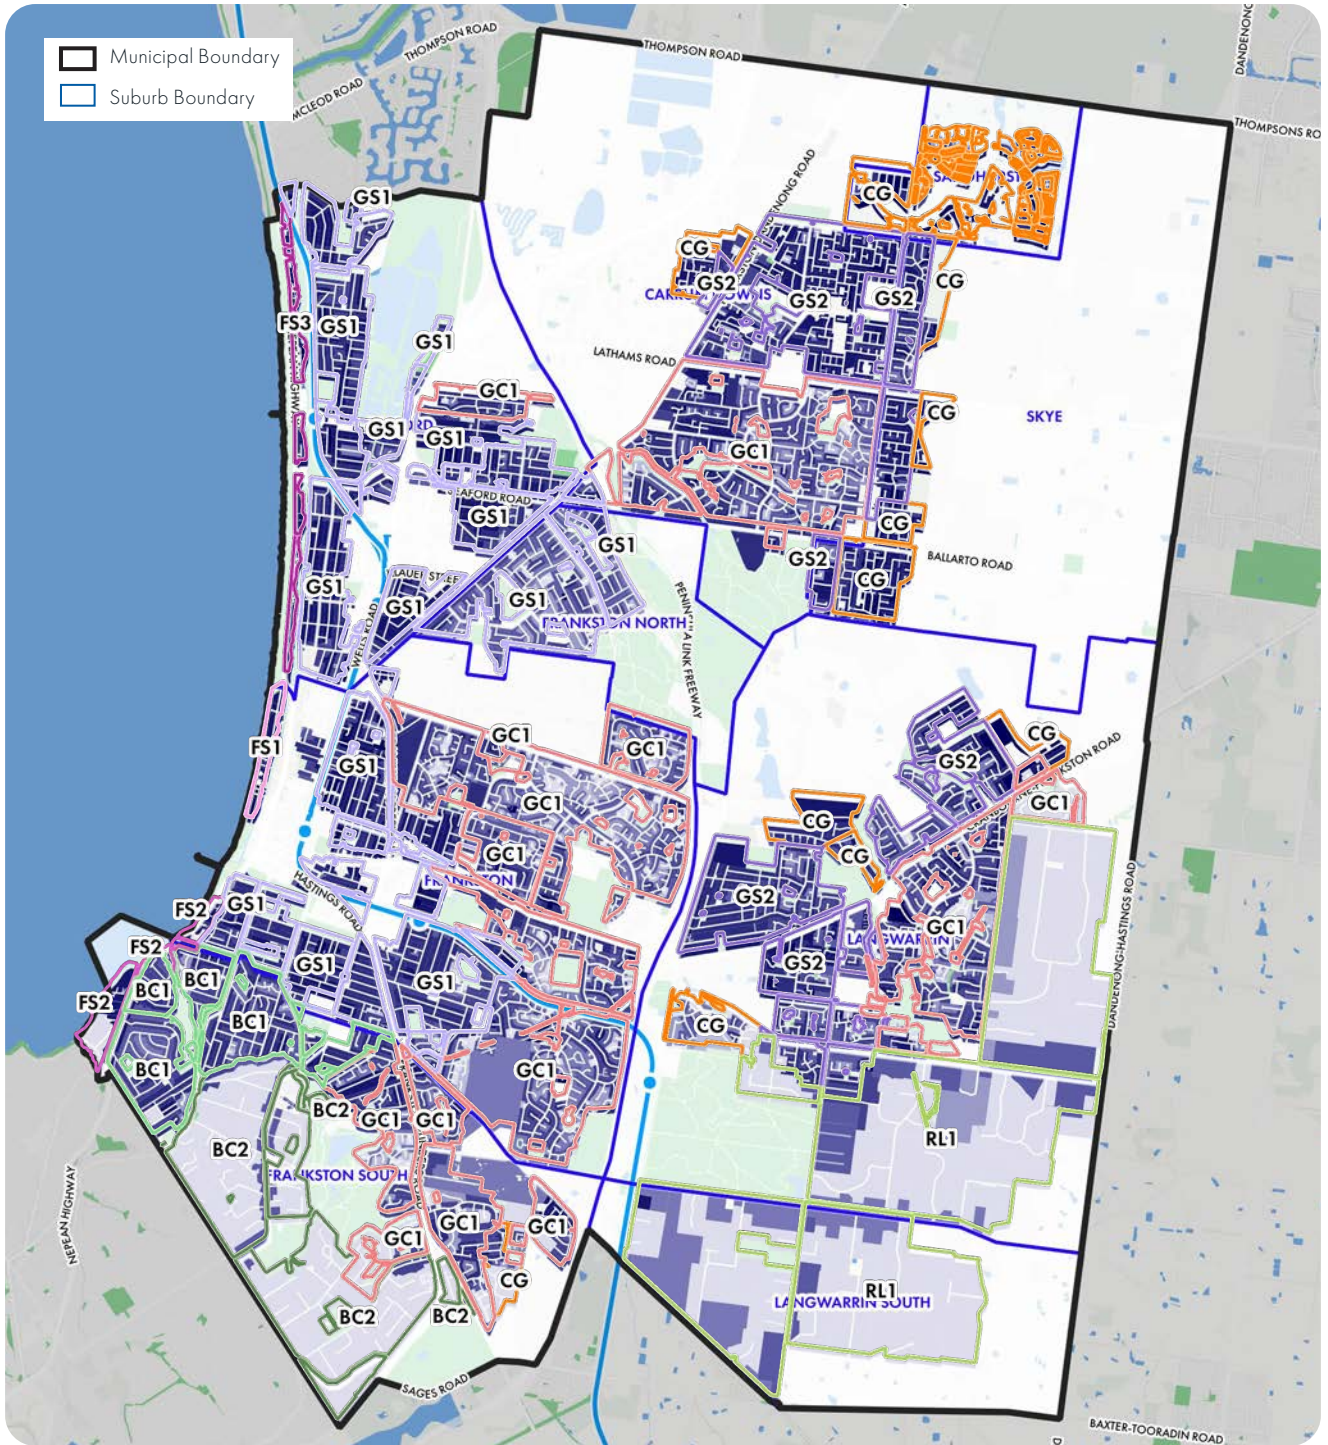 Municipal Boundary
Suburb Boundary
THOMPSON ROAD
MCLEOD ROAD
THOMPSON ROAD
THOMPSONS RO
GS1
CG
CG
GS2
GS2
GS2
CG
FS3
GS1
GS1
LATHAMS ROAD
GC1
CG
SKYE
GS1
GS1
GC1
GS1
CG
GS1
GS2
BALLARTO ROAD
CG
GS1
GS1
GS1
FRANKSTON NORTH
WELLS ROAD
GC1
GC1
FS1
GS1
GS2
CG
GC1
GC1
CG
GC1
CG
FRANKSTON
HASTINGS ROAD
GS2
FS2
GS1
GC1
LANGWARRIN
FS2
GS1
GS2
BC1
BC1
GS1
FS2
BC1
CG
DANDENONG-HASTINGS ROAD
BC1
GC1
BC2
GC1
GC1
RL1
BC2
FRANKSTON SOUTH
NEPEAN HIGHWAY
GC1
GC1
GC1
CG
RL1
LANGWARRIN SOUTH
BC2
BC2
SAGES ROAD
BAXTER-TOORADIN ROAD